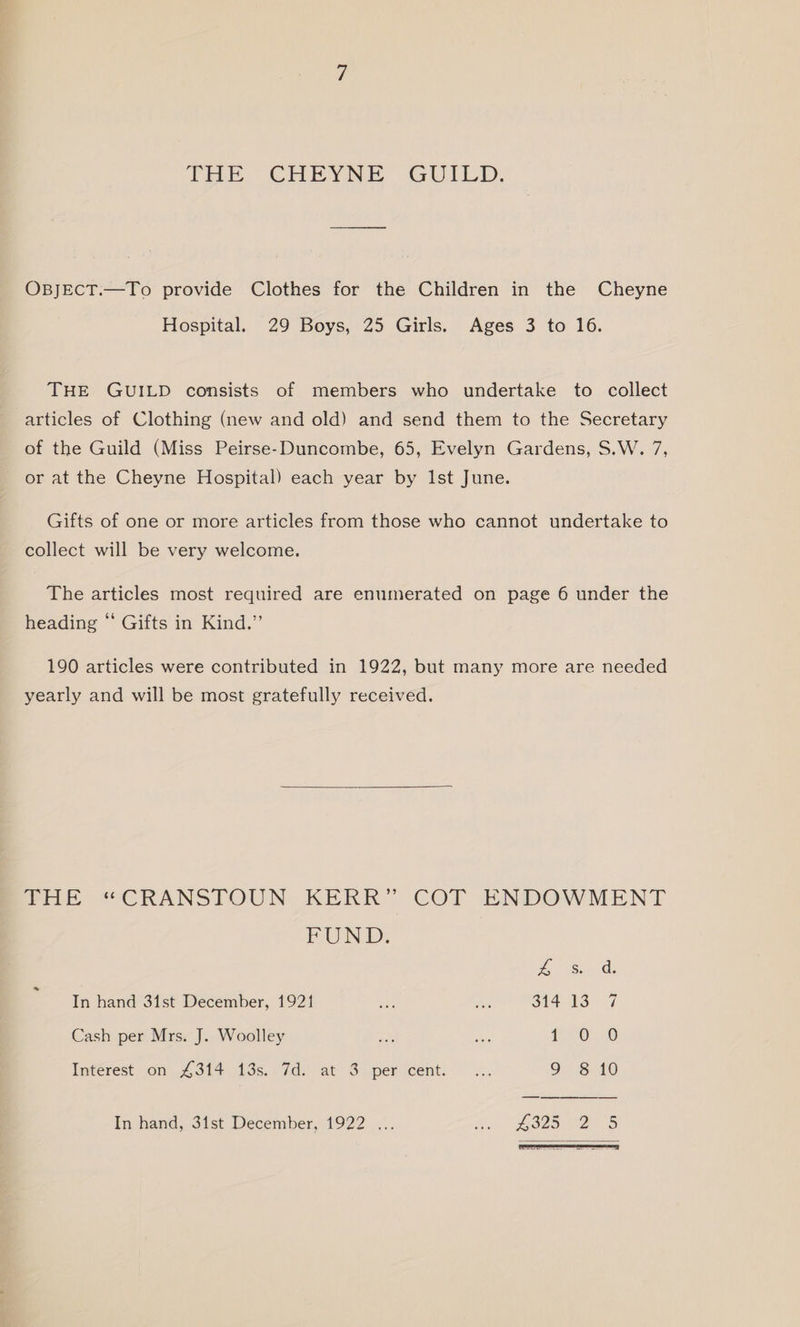 7
THE CHEYNE GUILD.
OBJECT.—To provide Clothes for the Children in the Cheyne
Hospital. 29 Boys, 25 Girls. Ages 3 to 16.
THE GUILD consists of members who undertake to collect
articles of Clothing (new and old) and send them to the Secretary
of the Guild (Miss Peirse-Duncombe, 65, Evelyn Gardens, S.W. 7,
or at the Cheyne Hospital) each year by 1st June.
Gifts of one or more articles from those who cannot undertake to
collect will be very welcome.
The articles most required are enumerated on page 6 under the
heading “Gifts in Kind.”
190 articles were contributed in 1922, but many more are needed
yearly and will be most gratefully received.
THE “CRANSTOUN KERR” COT ENDOWMENT
FUND.
£ s. d.
In hand 31st December, 1921 ... ... 314 13 7
Cash per Mrs. J. Woolley ... ... 1 0 0
Interest on £314 13s. 7d. at 3 per cent. ... 9 8 10
In hand, 31st December, 1922 ... ... £325 2 5